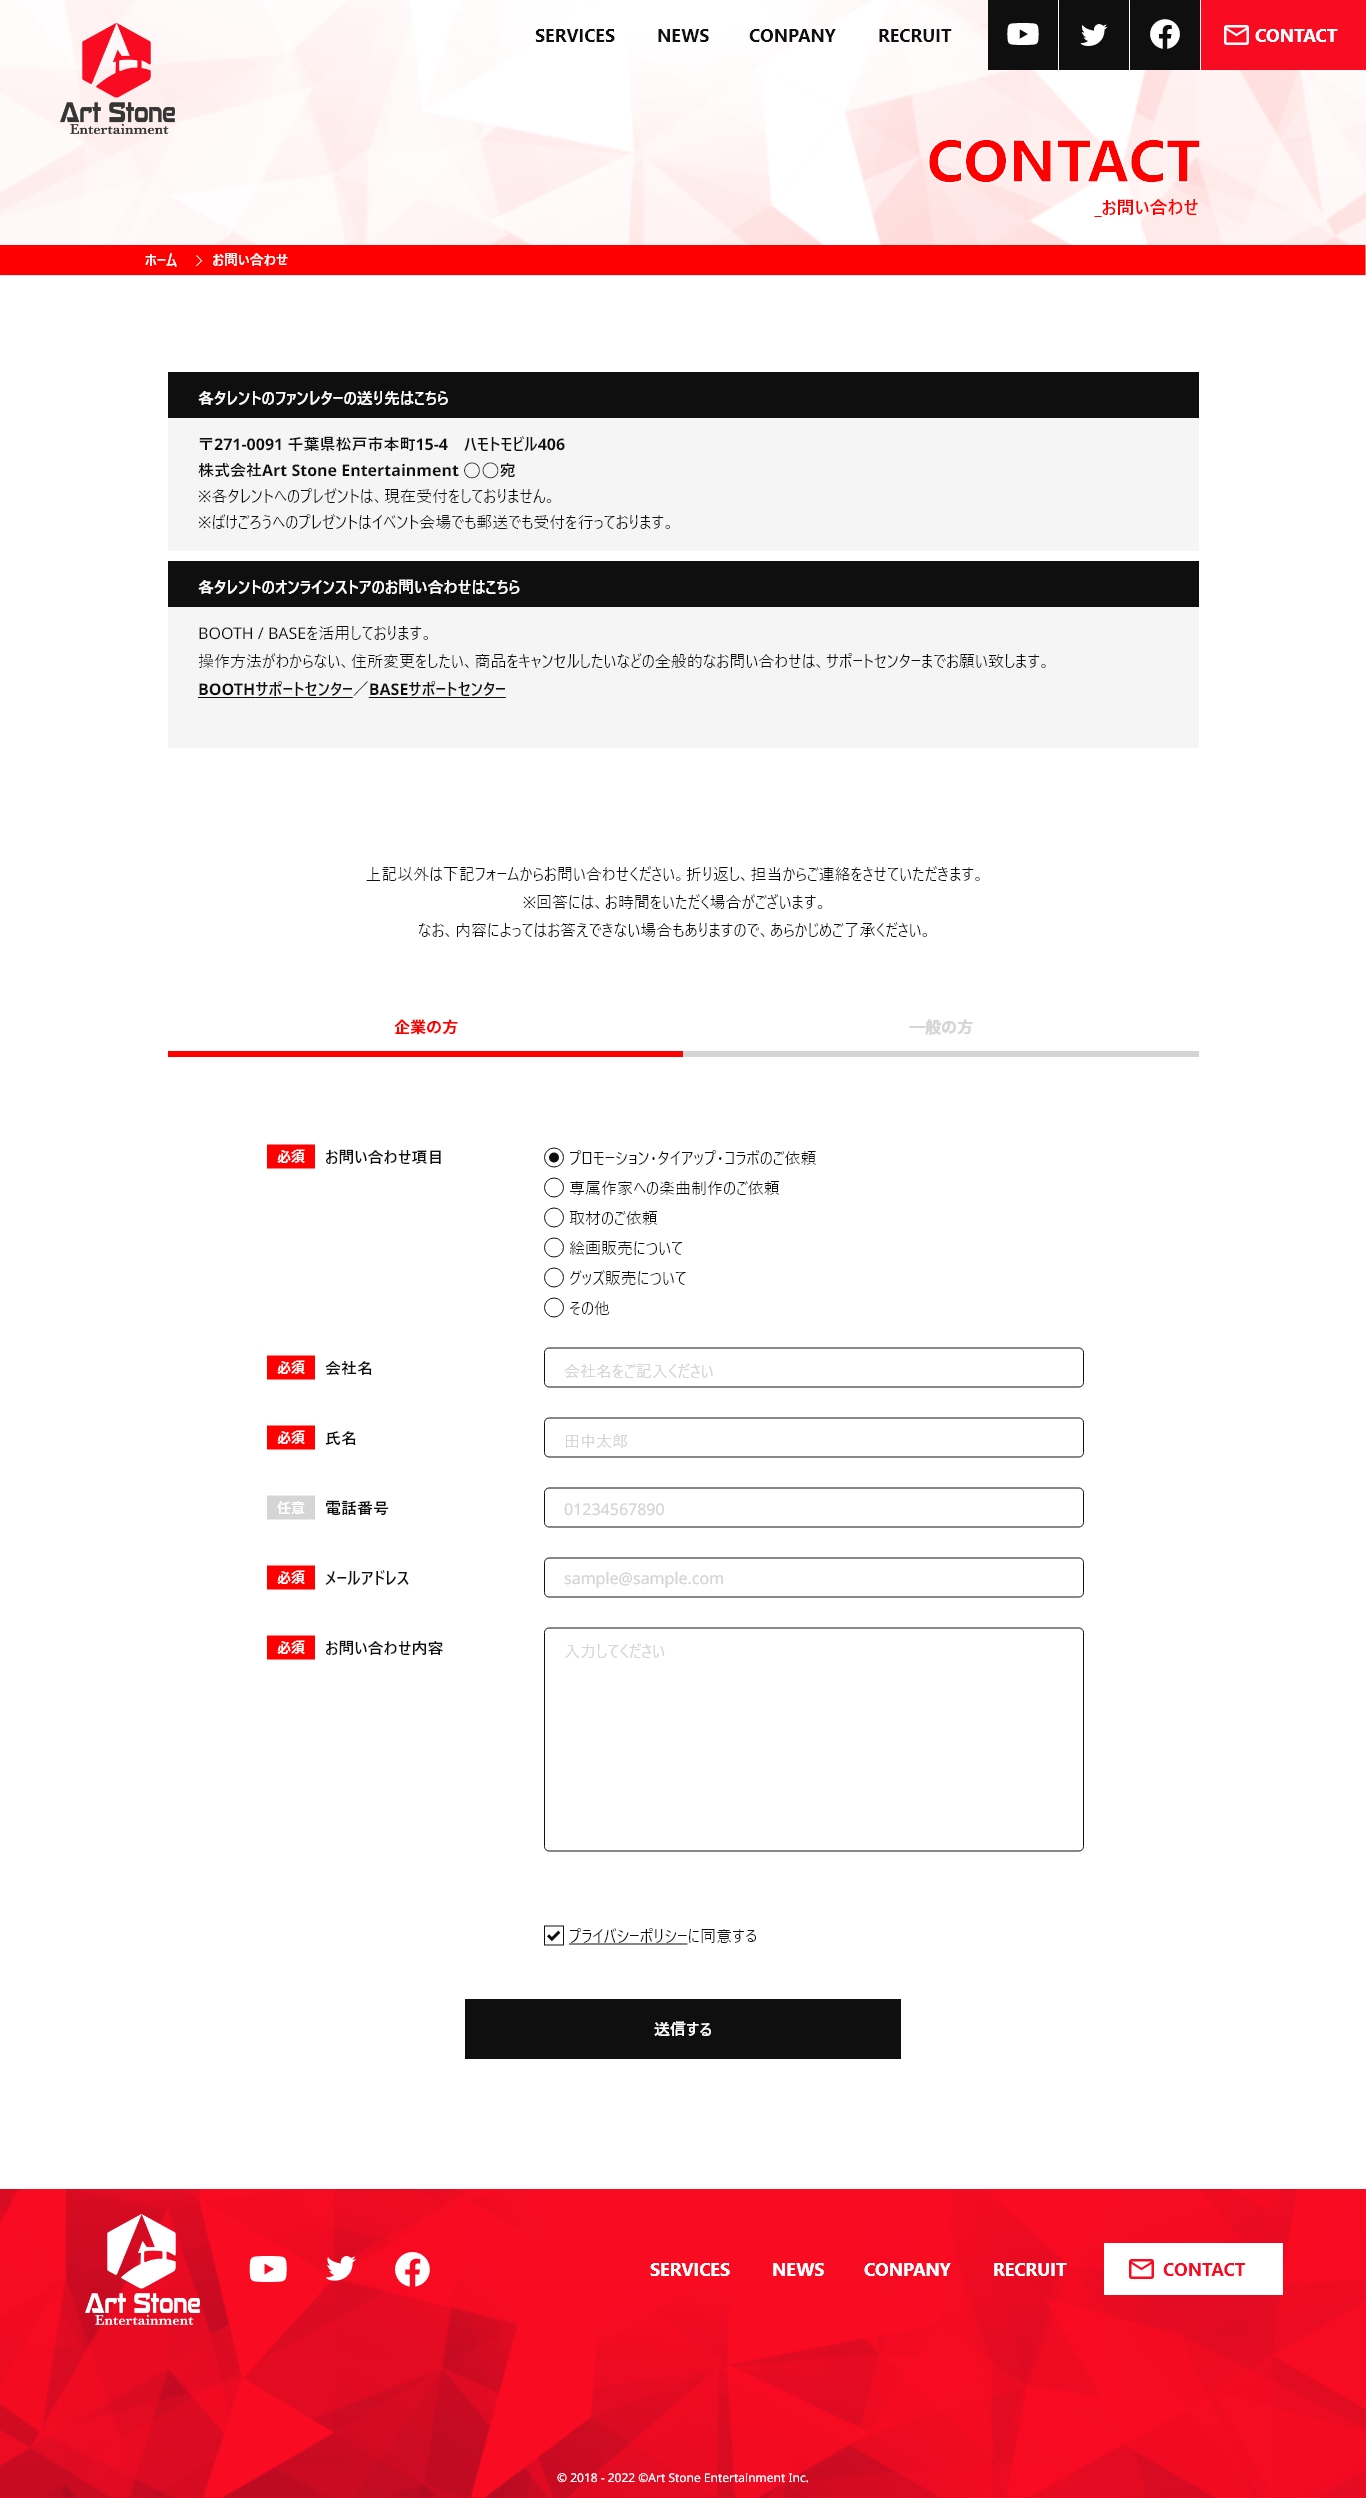 Art Stone
Entertainment
SERVICES
NEWS
CONPANY
RECRUIT
CONTACT
CONTACT
_お問い合わせ
ホーム > お問い合わせ
各タレントのファンレターの送り先はこちら
〒271-0091 千葉県松戸市本町15-4　ハモトモビル406
株式会社Art Stone Entertainment 〇〇宛
※各タレントへのプレゼントは、現在受付をしておりません。
※ばけごろうへのプレゼントはイベント会場でも郵送でも受付を行っております。
各タレントのオンラインストアのお問い合わせはこちら
BOOTH / BASEを活用しております。
操作方法がわからない、住所変更をしたい、商品をキャンセルしたいなどの全般的なお問い合わせは、サポートセンターまでお願い致します。
BOOTHサポートセンター／BASEサポートセンター
上記以外は下記フォームからお問い合わせください。折り返し、担当からご連絡をさせていただきます。
※回答には、お時間をいただく場合がございます。
なお、内容によってはお答えできない場合もありますので、あらかじめご了承ください。
企業の方
一般の方
必須 お問い合わせ項目
プロモーション・タイアップ・コラボのご依頼
専属作家への楽曲制作のご依頼
取材のご依頼
絵画販売について
グッズ販売について
その他
必須 会社名
会社名をご記入ください
必須 氏名
田中太郎
任意 電話番号
01234567890
必須 メールアドレス
sample@sample.com
必須 お問い合わせ内容
入力してください
プライバシーポリシーに同意する
送信する
Art Stone
Entertainment
SERVICES
NEWS
CONPANY
RECRUIT
CONTACT
© 2018 - 2022 ©Art Stone Entertainment Inc.